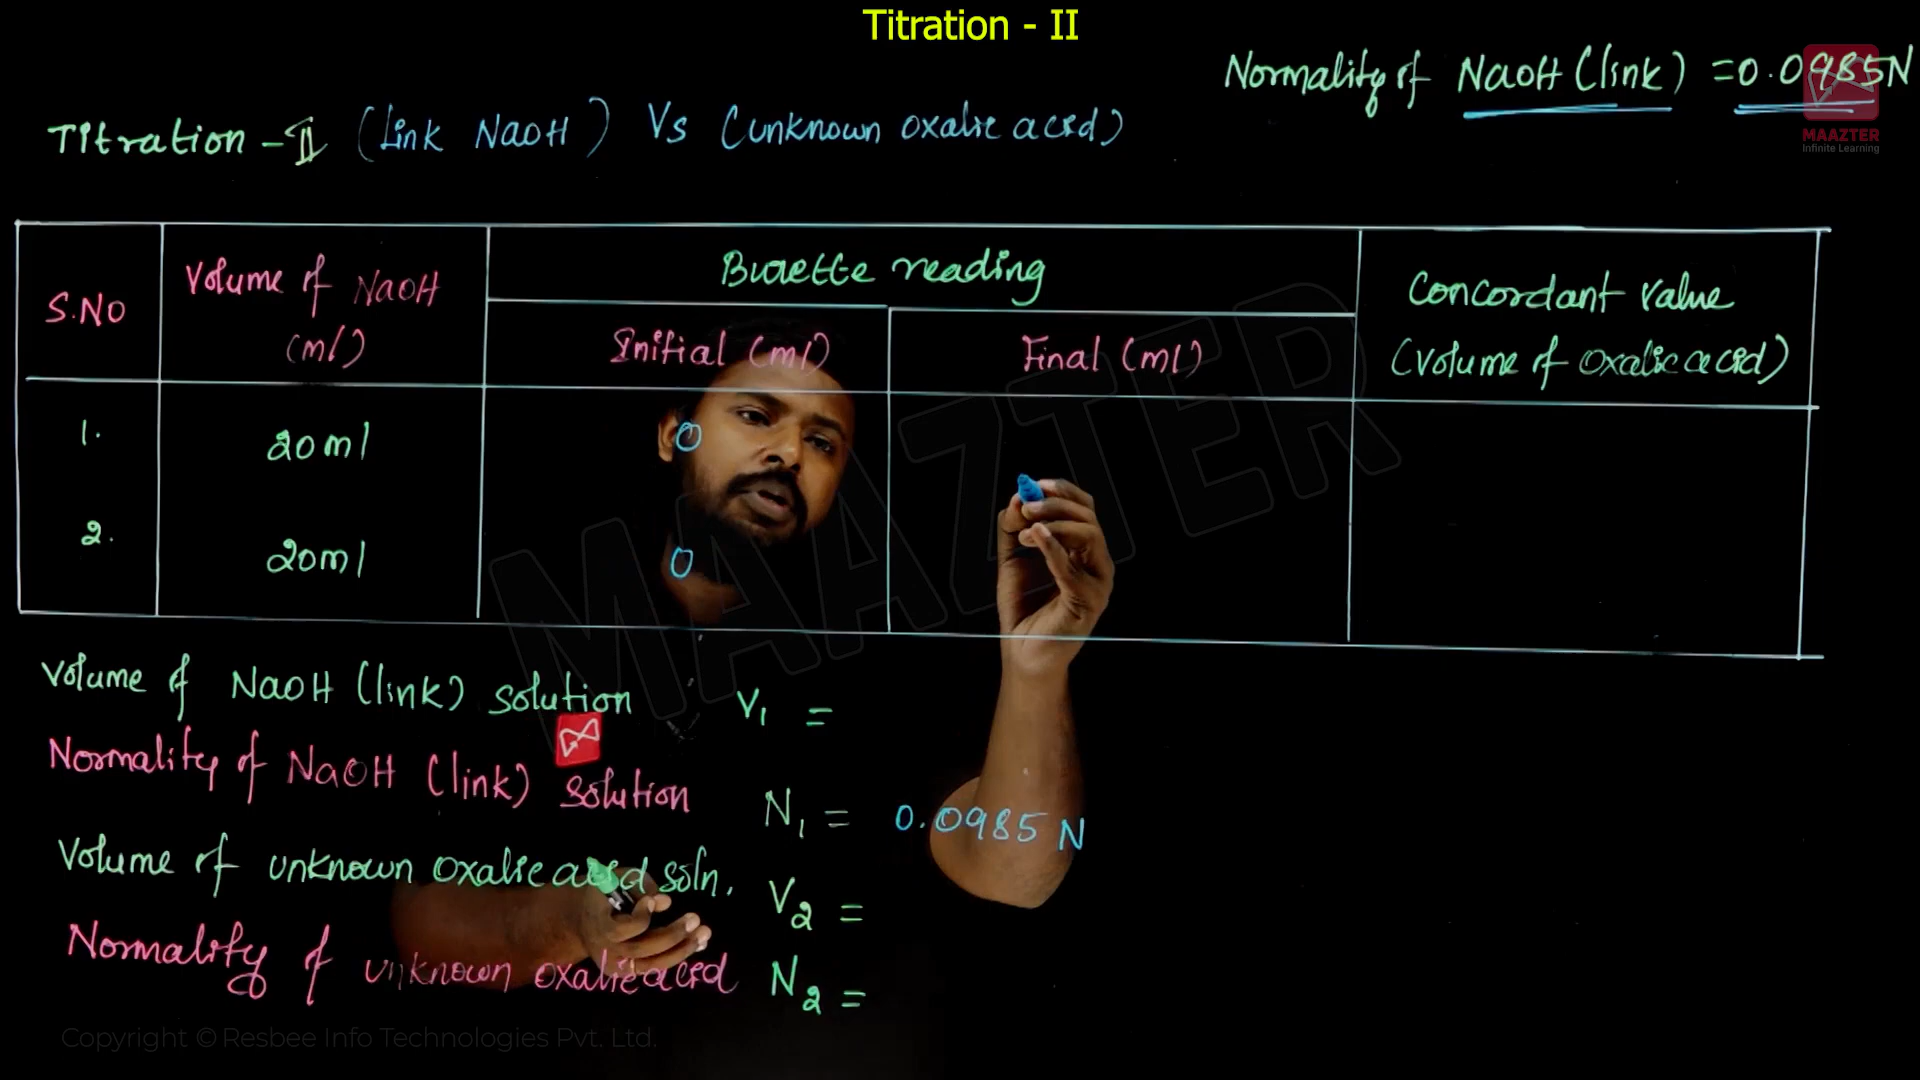 Titration - II
Normality of NaOH (link) = 0.0985N
MAAZTER
Infinite Learning
Titration - II (Link NaOH) Vs (unknown oxalic acid)
S.NO
Volume of NaOH
(ml)
Burette reading
Initial (ml)
Final (ml)
Concordant value
(volume of oxalic acid)
1.
20ml
0
2.
20ml
0
MAAZTER
Volume of NaOH (link) solution V1 =
Normality of NaOH (link) solution N1 = 0.0985 N
Volume of unknown oxalic acid soln. V2 =
Normality of unknown oxalic acid N2 =
Copyright © Resbee Info Technologies Pvt. Ltd.